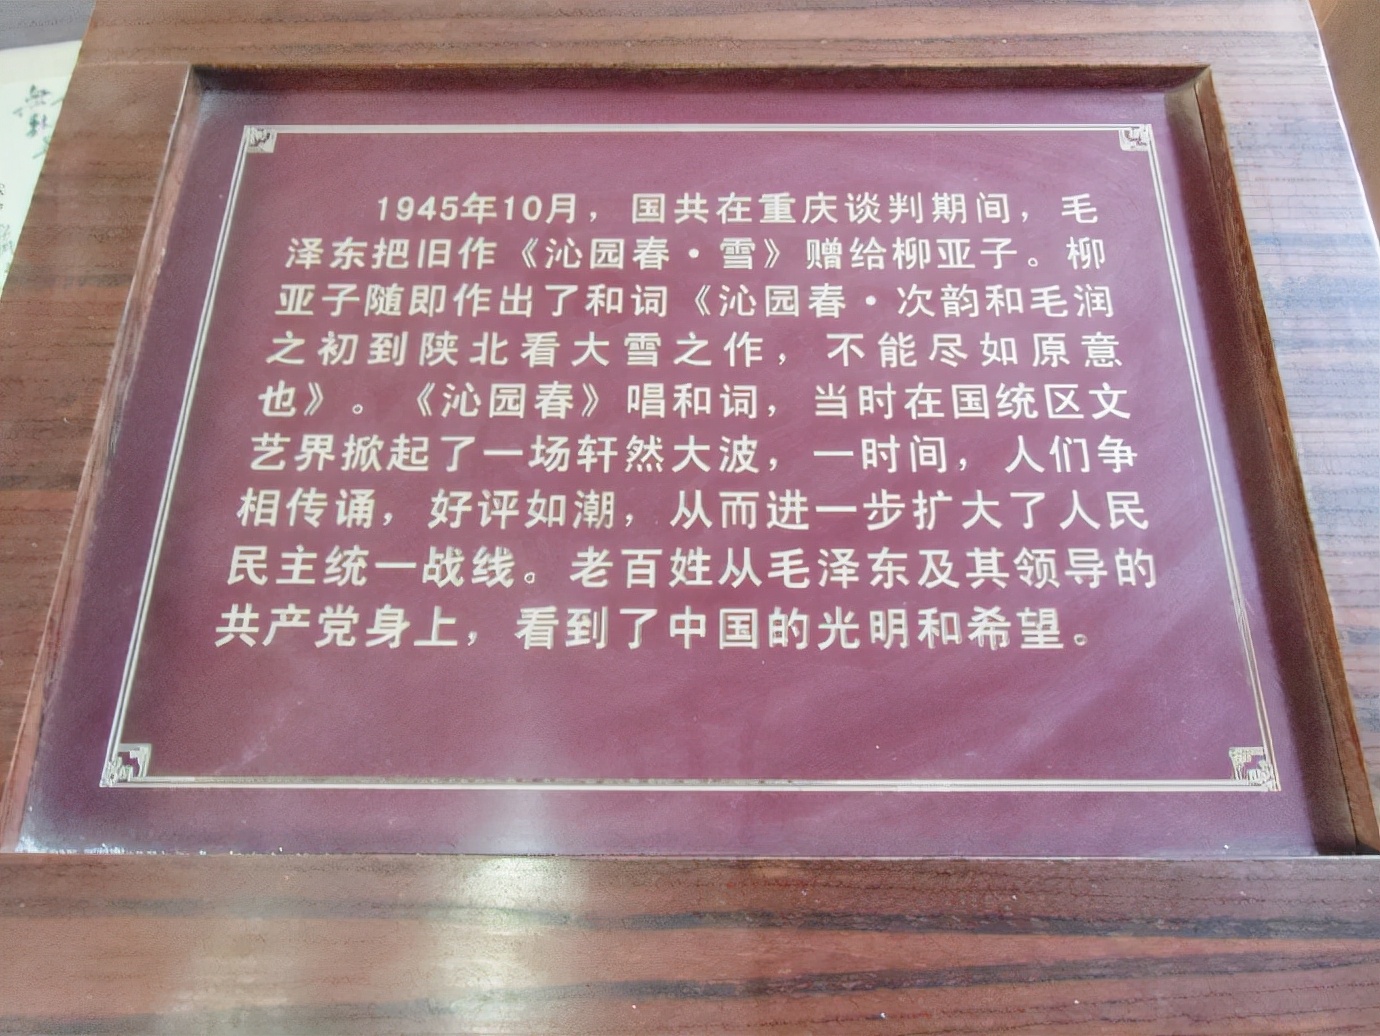 1945年10月，国共在重庆谈判期间，毛
泽东把旧作《沁园春·雪》赠给柳亚子。柳
亚子随即作出了和词《沁园春·次韵和毛润
之初到陕北看大雪之作，不能尽如原意
也》。《沁园春》唱和词，当时在国统区文
艺界掀起了一场轩然大波，一时间，人们争
相传诵，好评如潮，从而进一步扩大了人民
民主统一战线。老百姓从毛泽东及其领导的
共产党身上，看到了中国的光明和希望。